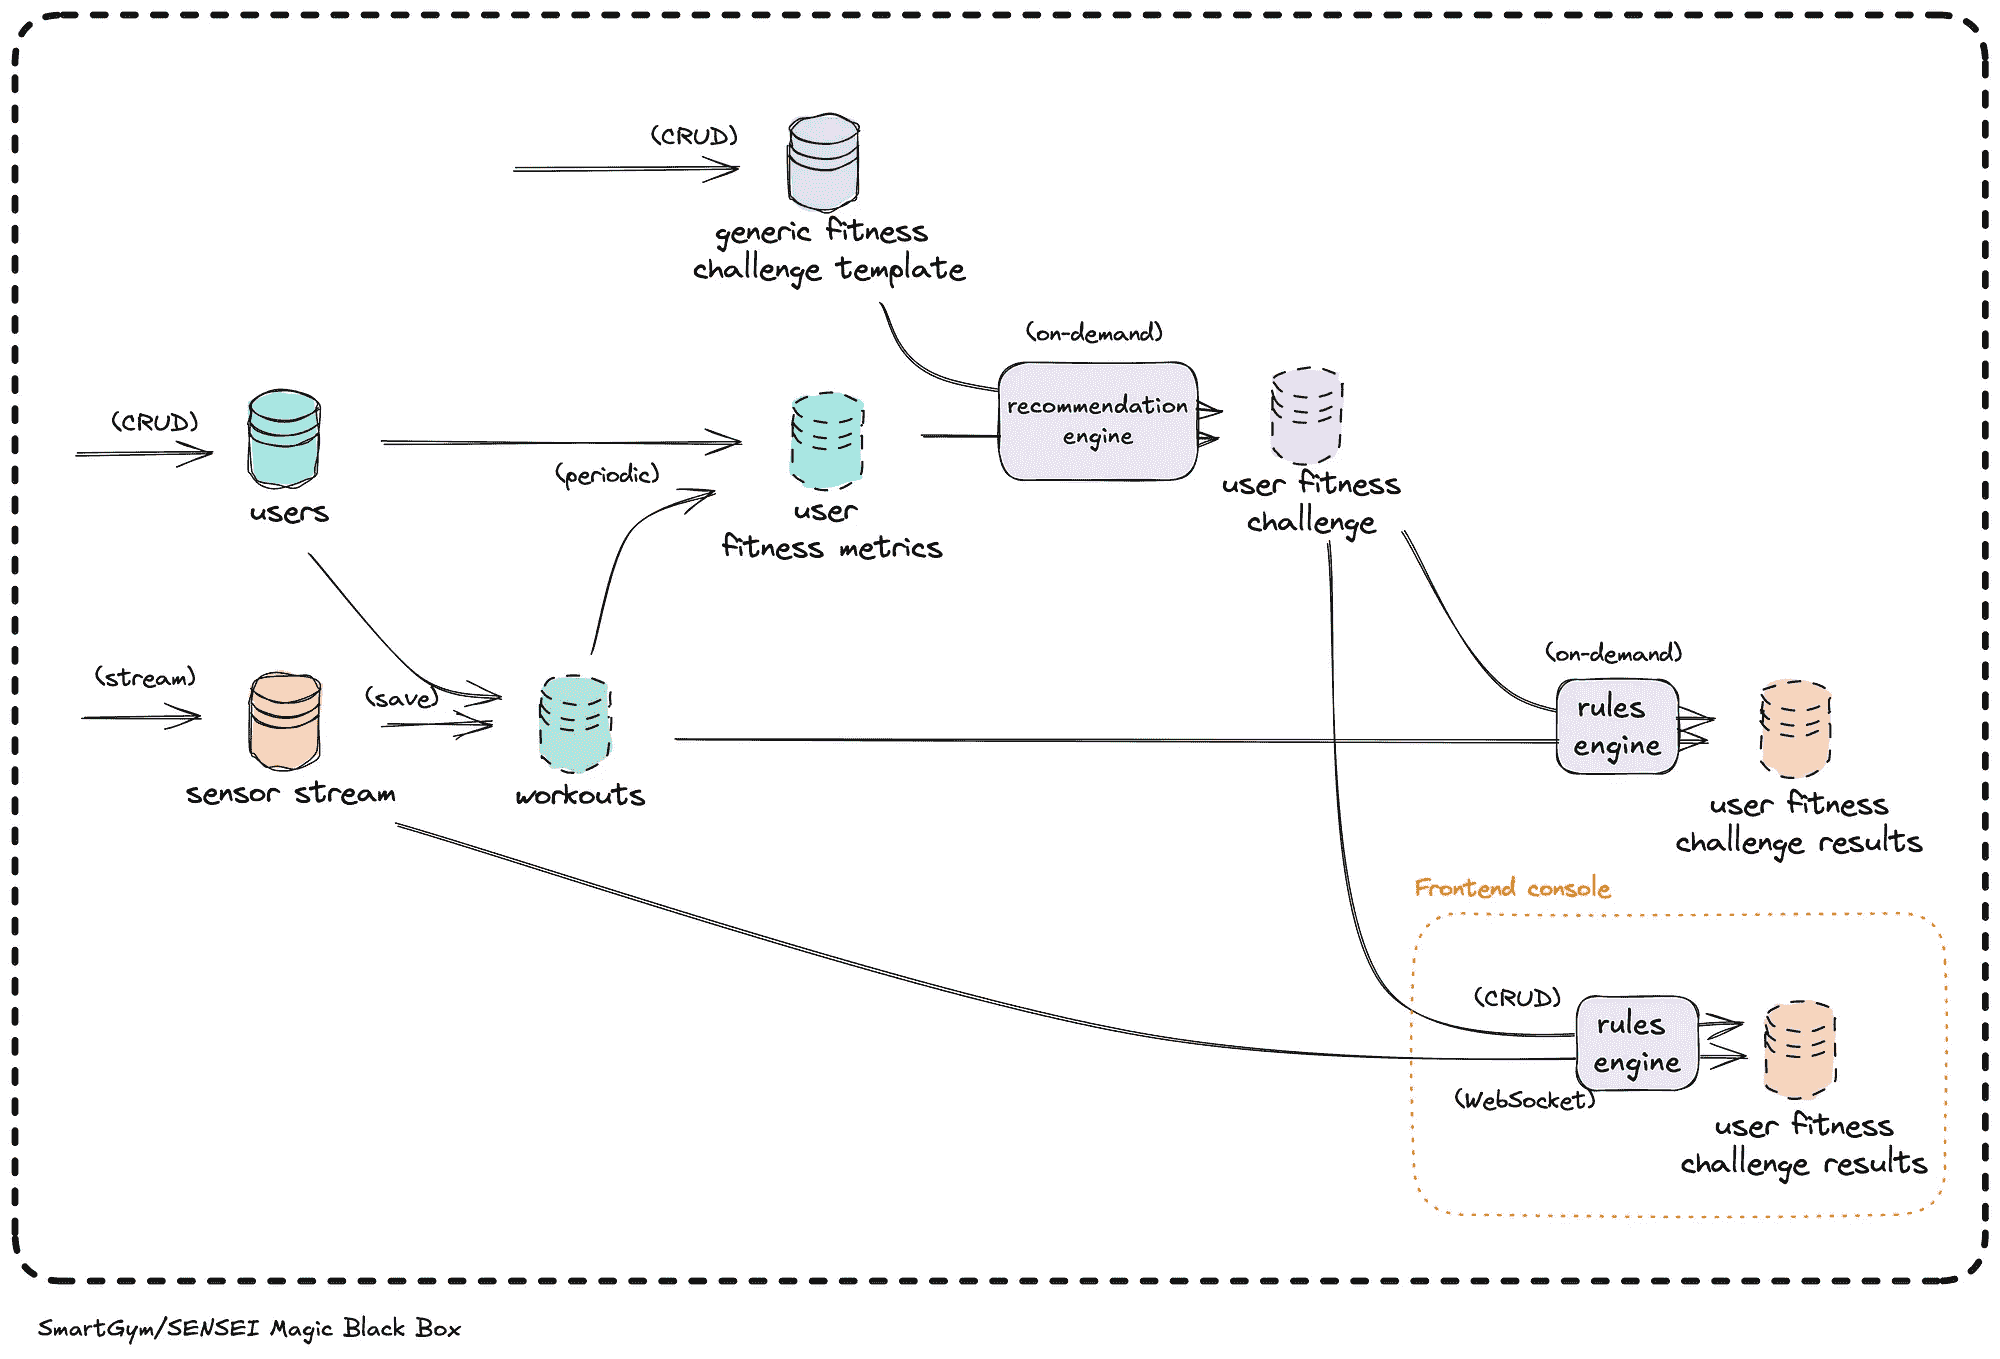 (CRUD)
generic fitness
challenge template
(on-demand)
recommendation
engine
(CRUD)
users
(periodic)
user
fitness metrics
user fitness
challenge
(stream)
sensor stream
(save)
workouts
(on-demand)
rules
engine
user fitness
challenge results
Frontend console
(CRUD)
rules
engine
(WebSocket)
user fitness
challenge results
SmartGym/SENSEI Magic Black Box